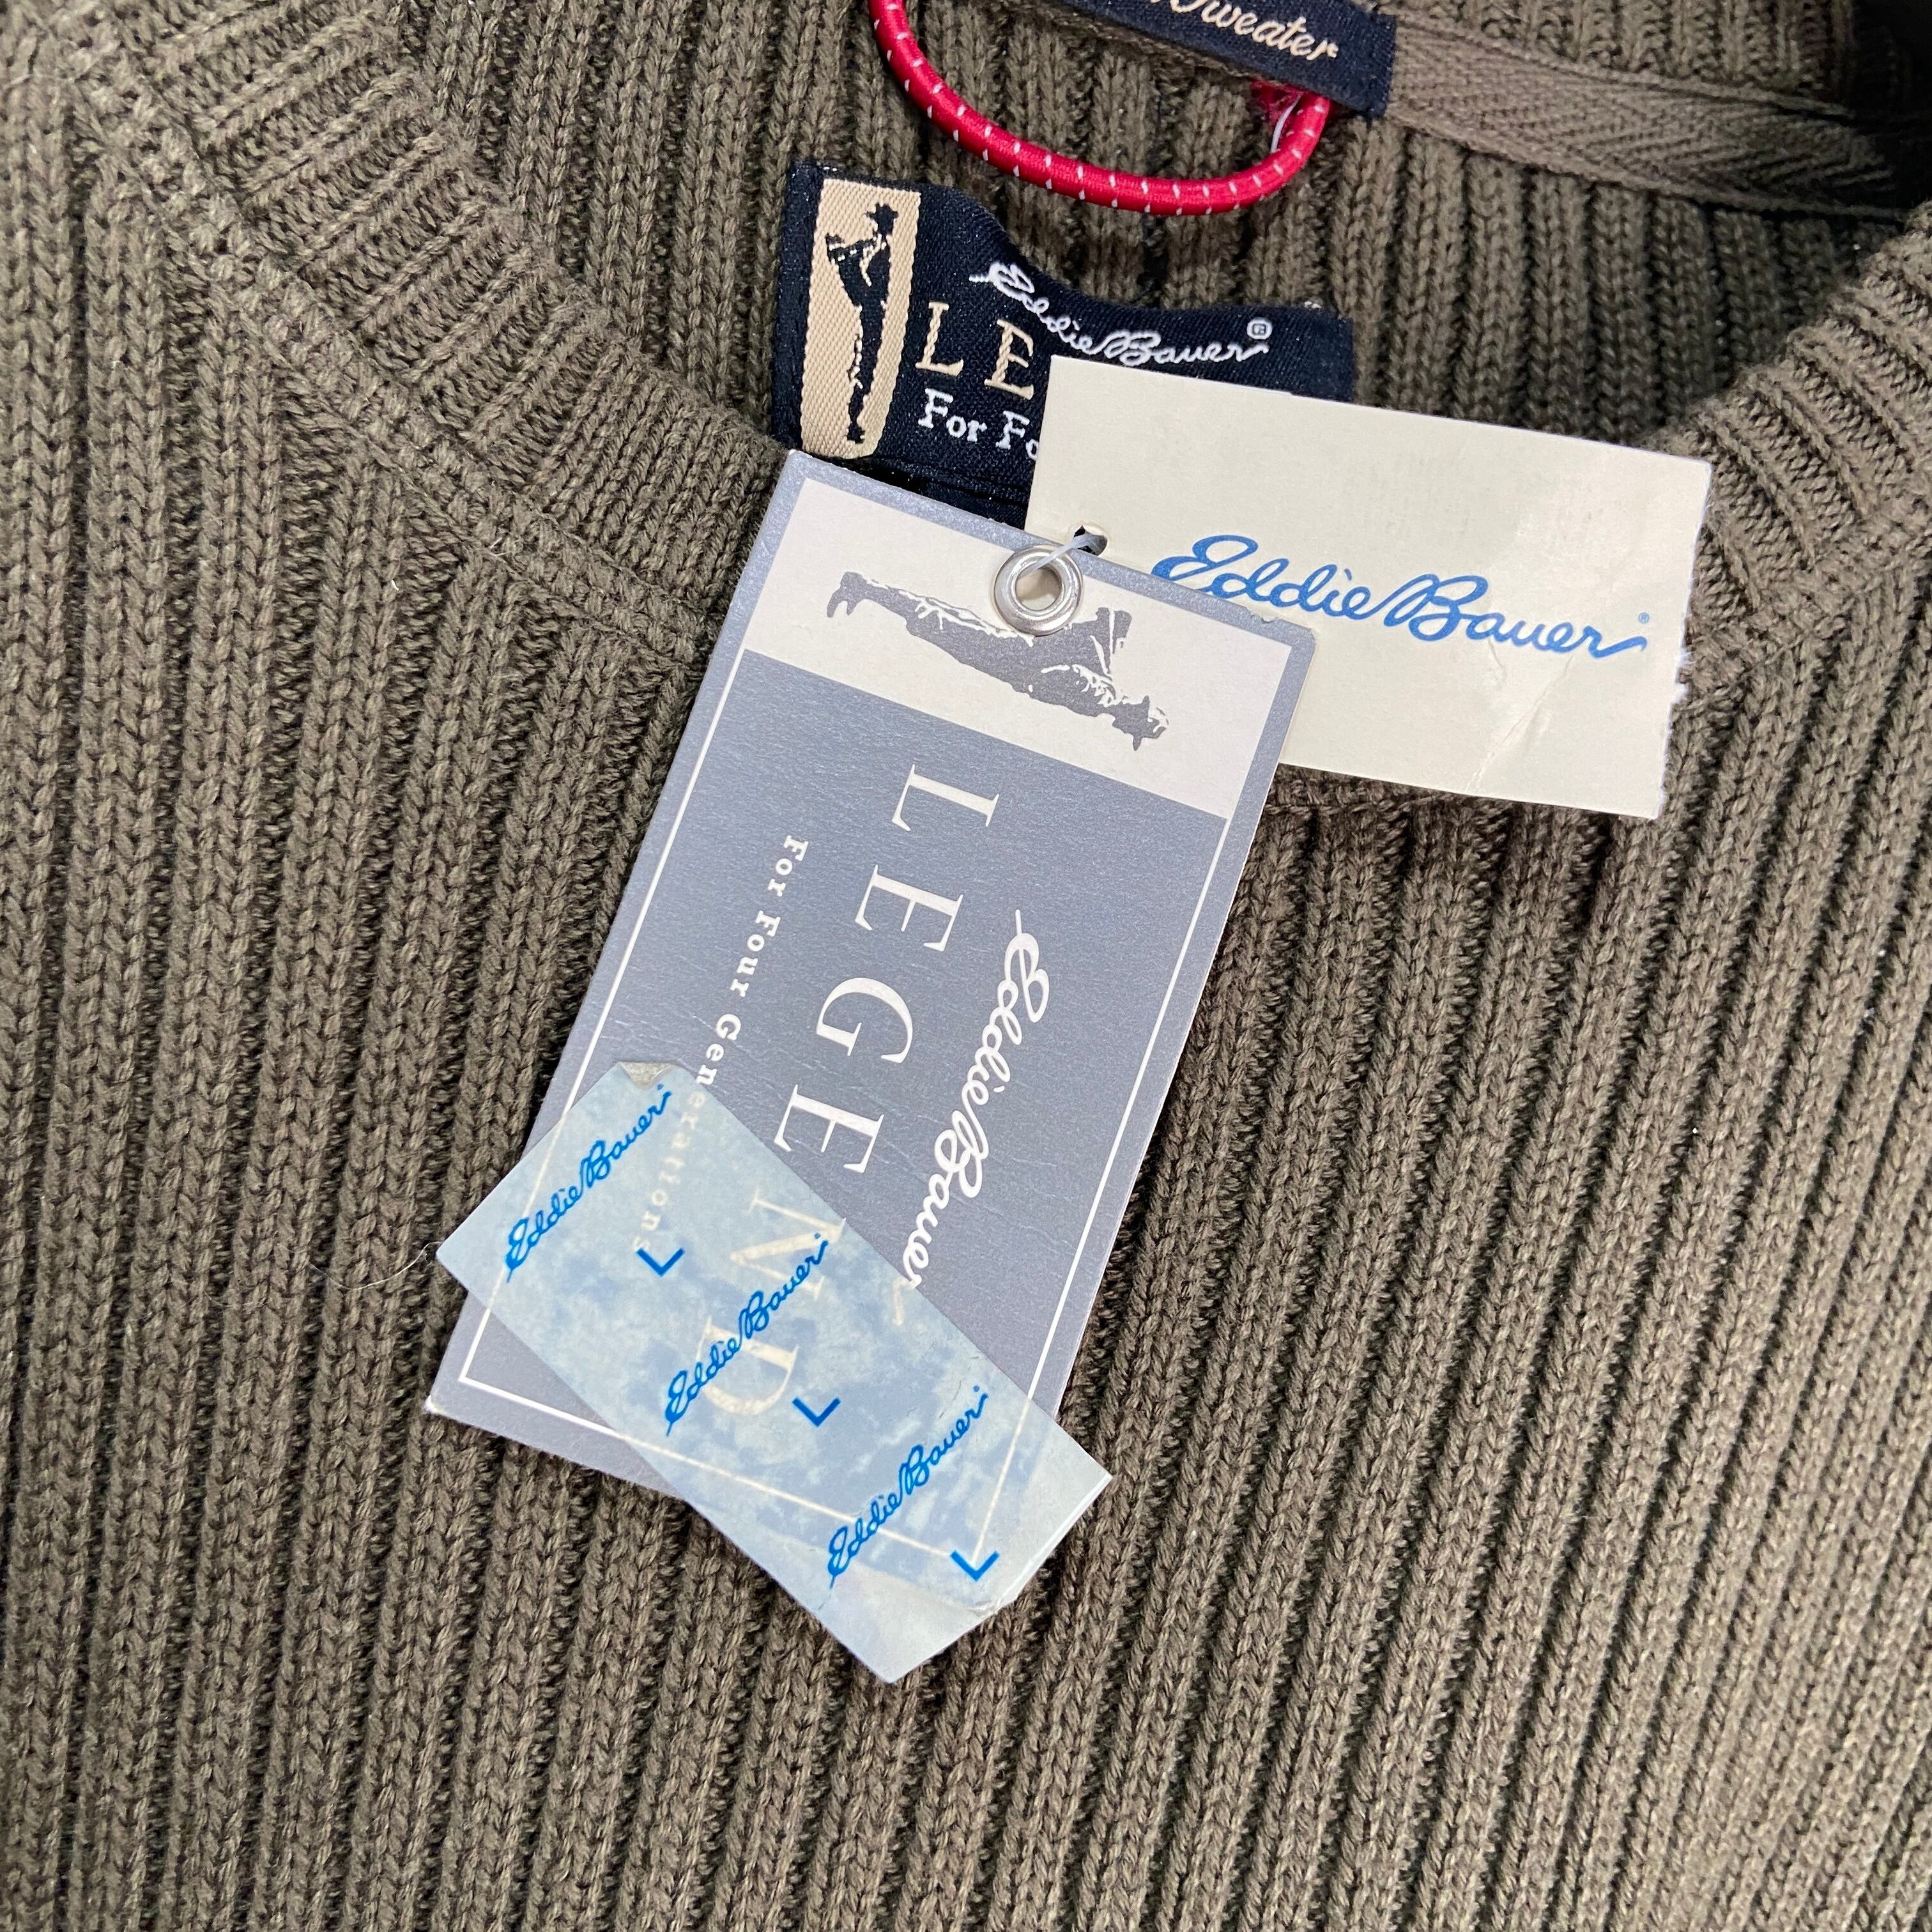 Sweater
Eddie Bauer®
LE
For Fo
Eddie Bauer®
Eddie Bauer
LEGEND
For Four Generations
Eddie Bauer
L
Eddie Bauer
L
Eddie Bauer
L